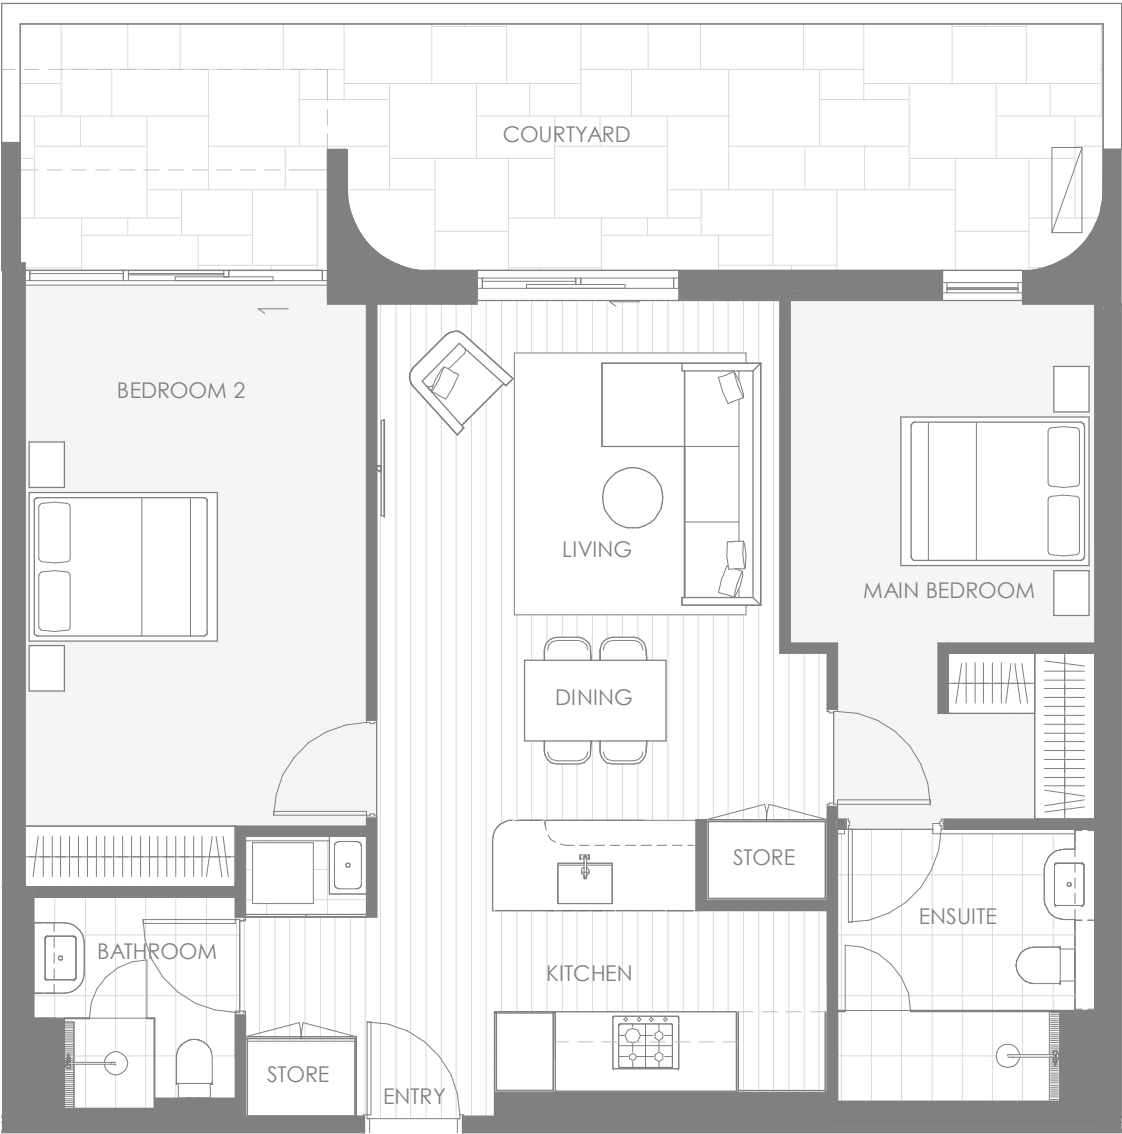 COURTYARD
BEDROOM 2
LIVING
MAIN BEDROOM
DINING
STORE
ENSUITE
BATHROOM
KITCHEN
STORE
ENTRY